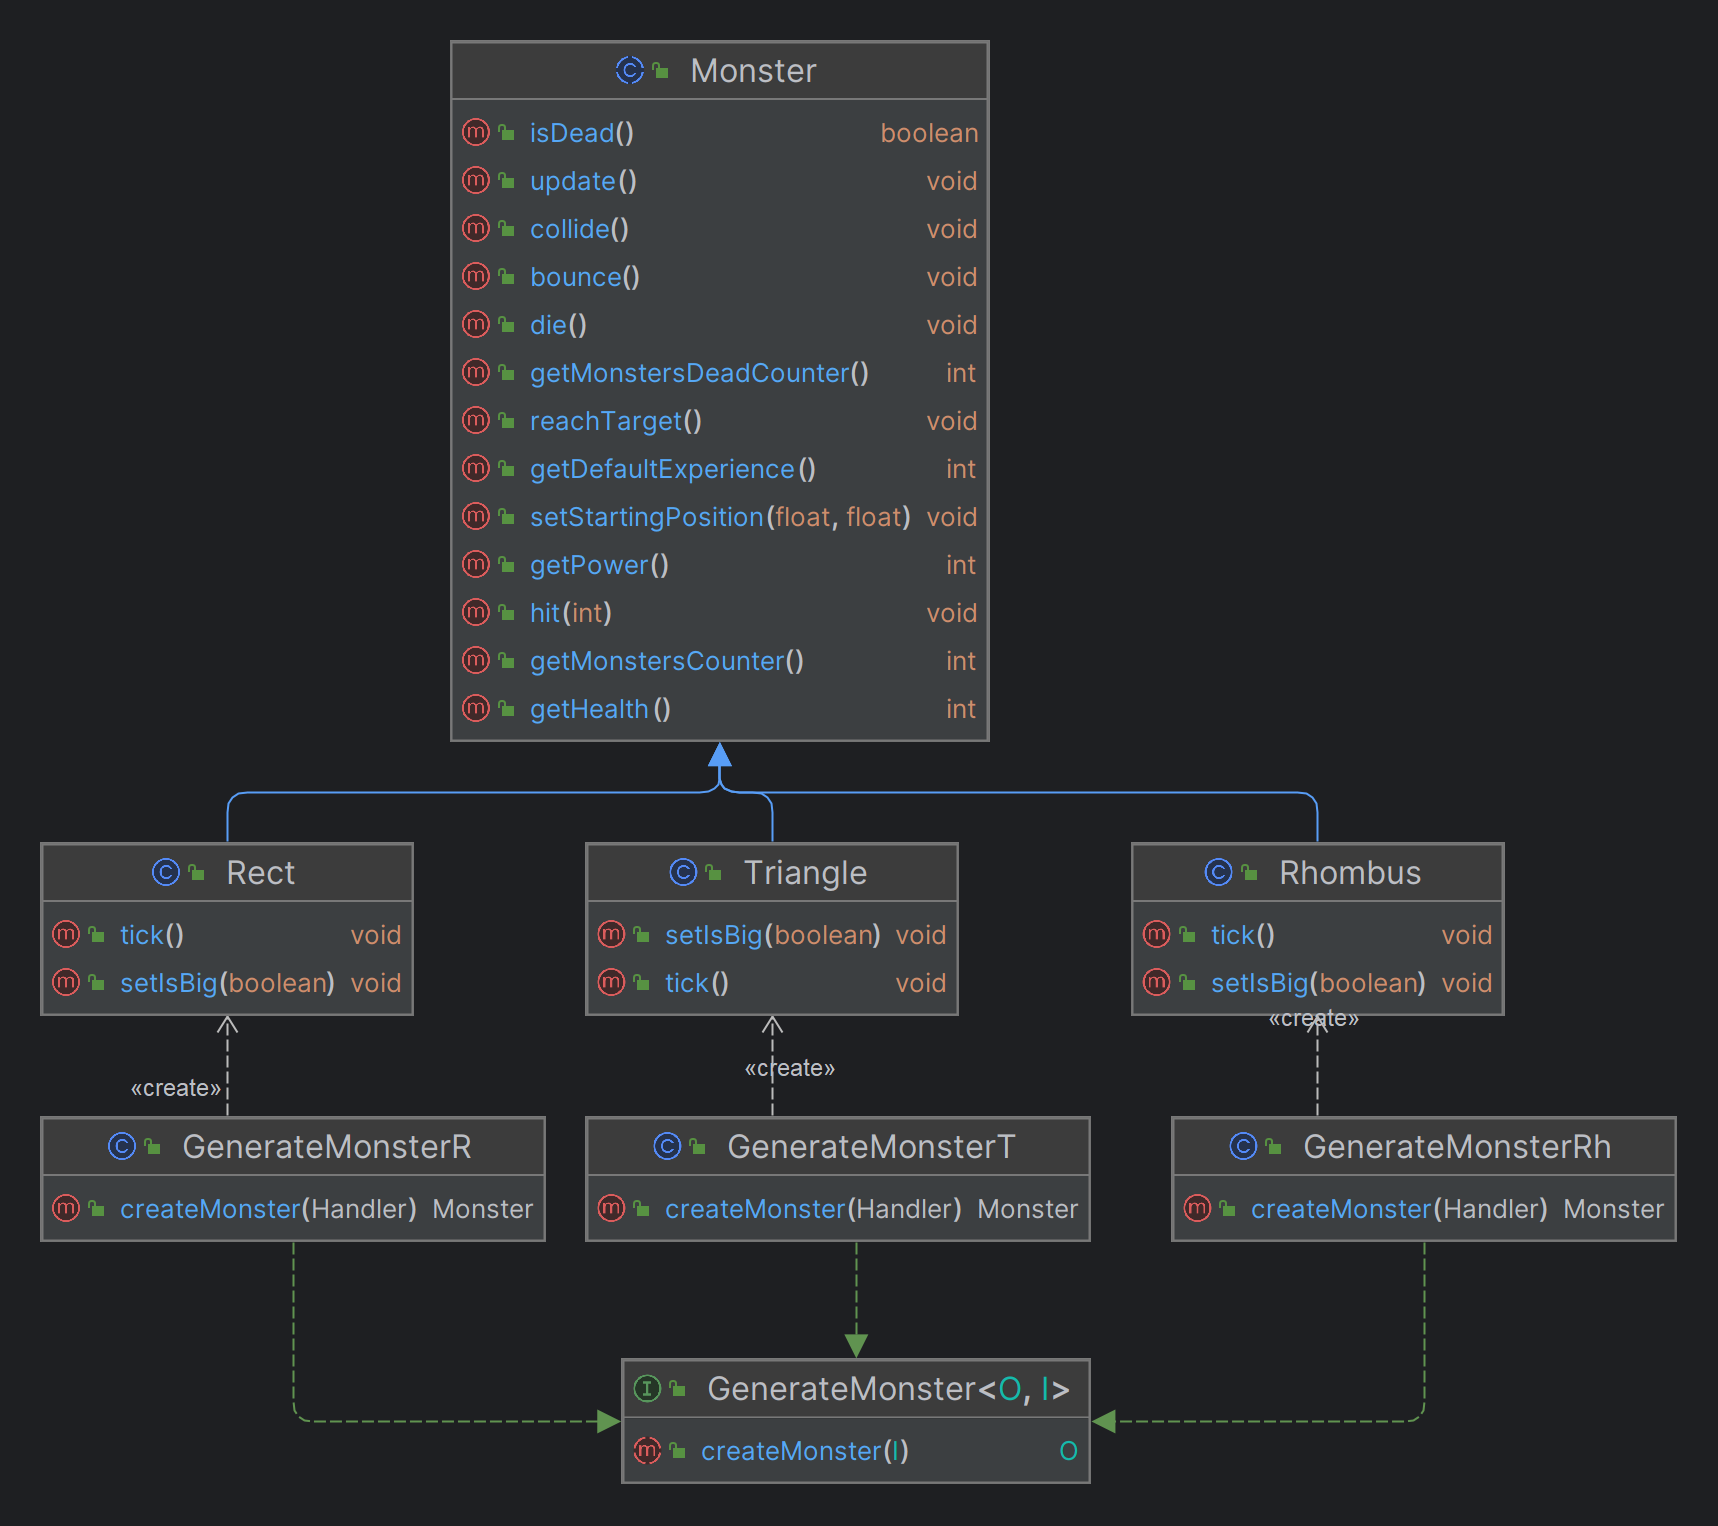 Monster
isDead() boolean
update() void
collide() void
bounce() void
die() void
getMonstersDeadCounter() int
reachTarget() void
getDefaultExperience() int
setStartingPosition(float, float) void
getPower() int
hit(int) void
getMonstersCounter() int
getHealth() int
Rect
tick() void
setIsBig(boolean) void
Triangle
setIsBig(boolean) void
tick() void
Rhombus
tick() void
setIsBig(boolean) void
«create»
«create»
«create»
GenerateMonsterR
createMonster(Handler) Monster
GenerateMonsterT
createMonster(Handler) Monster
GenerateMonsterRh
createMonster(Handler) Monster
GenerateMonster<O, I>
createMonster(I) O